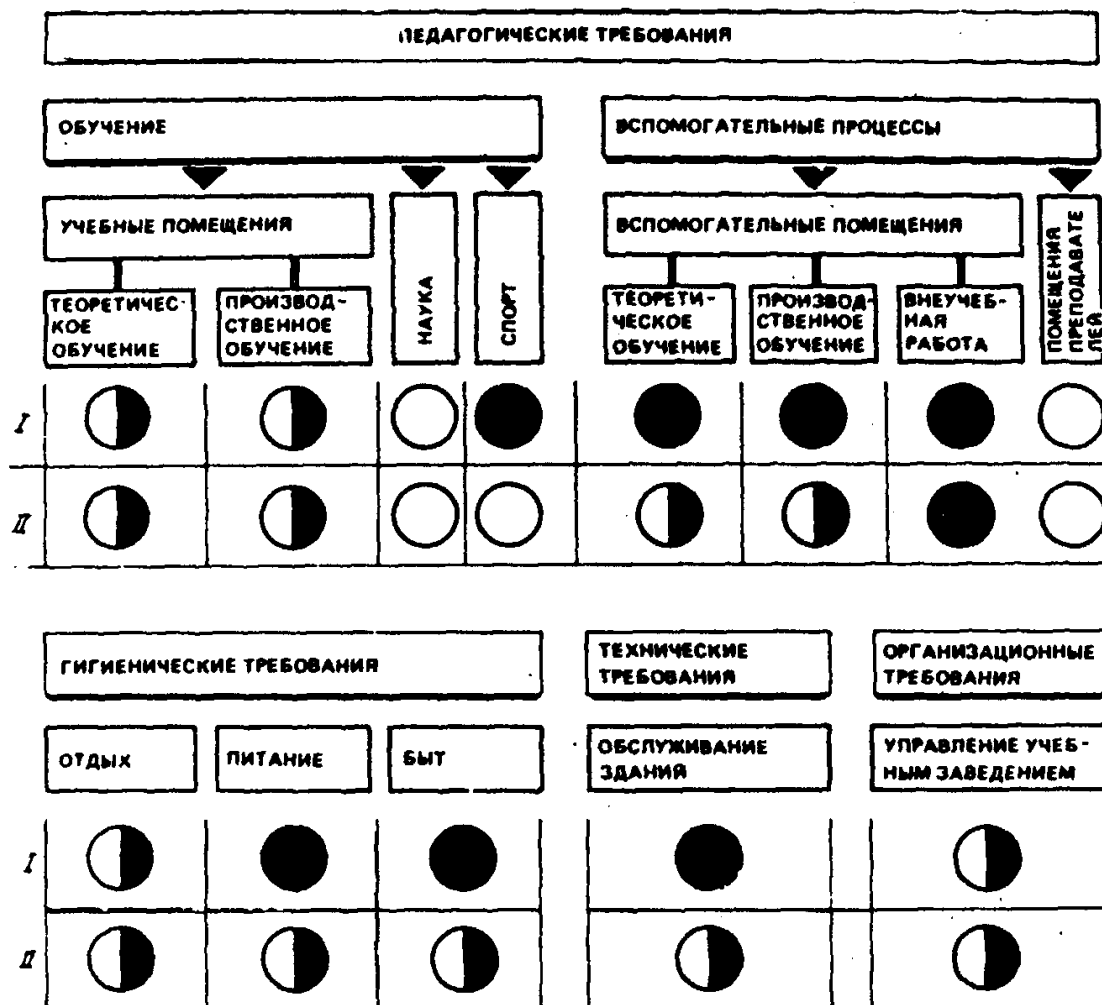 ПЕДАГОГИЧЕСКИЕ ТРЕБОВАНИЯ
ОБУЧЕНИЕ
ВСПОМОГАТЕЛЬНЫЕ ПРОЦЕССЫ
УЧЕБНЫЕ ПОМЕЩЕНИЯ
НАУКА
СПОРТ
ВСПОМОГАТЕЛЬНЫЕ ПОМЕЩЕНИЯ
ПОМЕЩЕНИЯ
ПРЕПОДАВАТЕ
ЛЕЙ
ТЕОРЕТИЧЕС-
КОЕ
ОБУЧЕНИЕ
ПРОИЗВОД-
СТВЕННОЕ
ОБУЧЕНИЕ
ТЕОРЕТИ-
ЧЕСКОЕ
ОБУЧЕНИЕ
ПРОИЗВОД-
СТВЕННОЕ
ОБУЧЕНИЕ
ВНЕУЧЕБ-
НАЯ
РАБОТА
I
II
ГИГИЕНИЧЕСКИЕ ТРЕБОВАНИЯ
ТЕХНИЧЕСКИЕ
ТРЕБОВАНИЯ
ОРГАНИЗАЦИОННЫЕ
ТРЕБОВАНИЯ
ОТДЫХ
ПИТАНИЕ
БЫТ
ОБСЛУЖИВАНИЕ
ЗДАНИЯ
УПРАВЛЕНИЕ УЧЕБ-
НЫМ ЗАВЕДЕНИЕМ
I
II